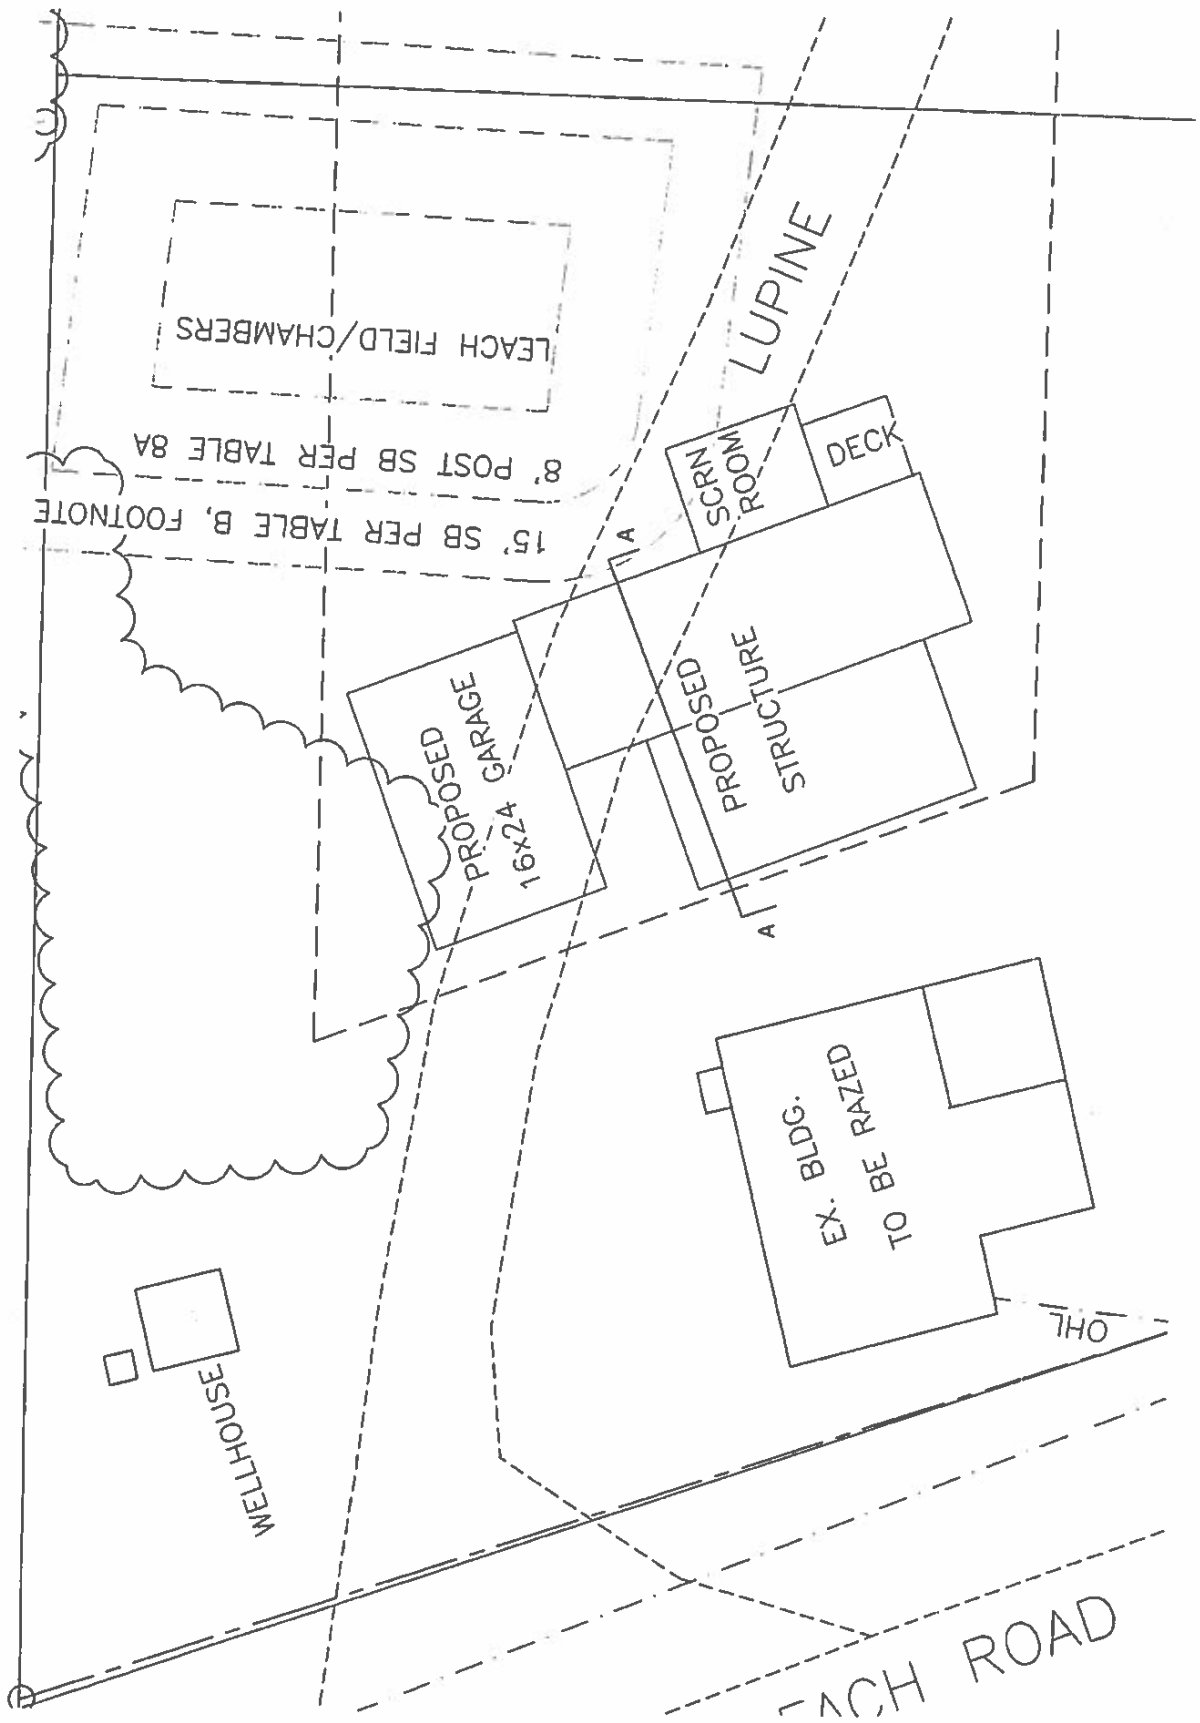 LEACH FIELD/CHAMBERS
8' POST SB PER TABLE 8A
15' SB PER TABLE B, FOOTNOTE
LUPINE
SCRN
ROOM
DECK
A
PROPOSED
16x24 GARAGE
PROPOSED
STRUCTURE
A
EX. BLDG.
TO BE RAZED
WELLHOUSE
OHL
EACH ROAD